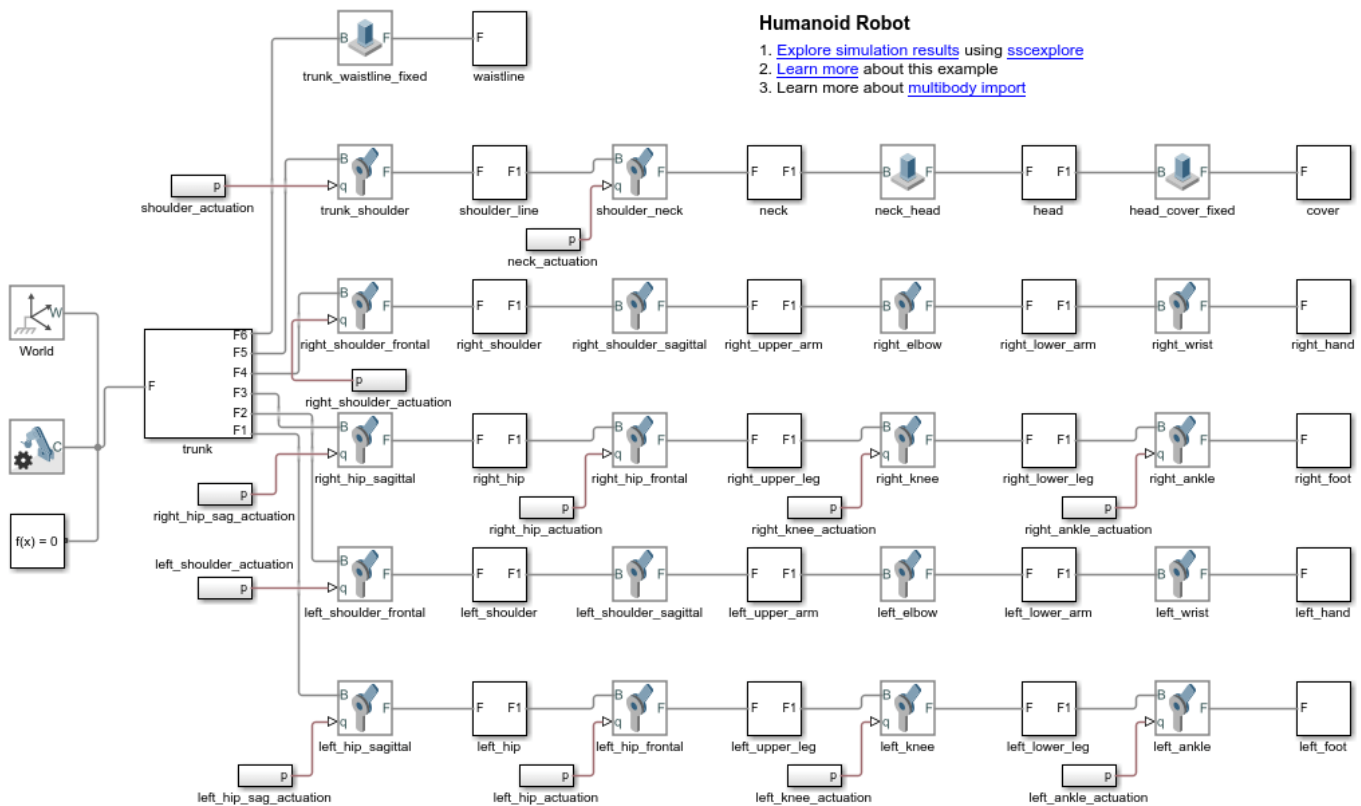 Humanoid Robot
1. Explore simulation results using sscexplore
2. Learn more about this example
3. Learn more about multibody import
B F F
trunk_waistline_fixed waistline
p B q F F F1 B q F F F1 B F F F1 B F F
shoulder_actuation trunk_shoulder shoulder_line shoulder_neck neck neck_head head head_cover_fixed cover
p
neck_actuation
W
World
B q F F F1 B F F F1 B F F F1 B F F
right_shoulder_frontal right_shoulder right_shoulder_sagittal right_upper_arm right_elbow right_lower_arm right_wrist right_hand
F F6 F5 F4 F3 F2 F1
trunk
p
right_shoulder_actuation
C
B q F F F1 B q F F F1 B q F F F1 B q F F
right_hip_sagittal right_hip right_hip_frontal right_upper_leg right_knee right_lower_leg right_ankle right_foot
p p p p
right_hip_sag_actuation right_hip_actuation right_knee_actuation right_ankle_actuation
f(x) = 0
left_shoulder_actuation
p B q F F F1 B F F F1 B F F F1 B F F
left_shoulder_frontal left_shoulder left_shoulder_sagittal left_upper_arm left_elbow left_lower_arm left_wrist left_hand
B q F F F1 B q F F F1 B q F F F1 B q F F
left_hip_sagittal left_hip left_hip_frontal left_upper_leg left_knee left_lower_leg left_ankle left_foot
p p p p
left_hip_sag_actuation left_hip_actuation left_knee_actuation left_ankle_actuation